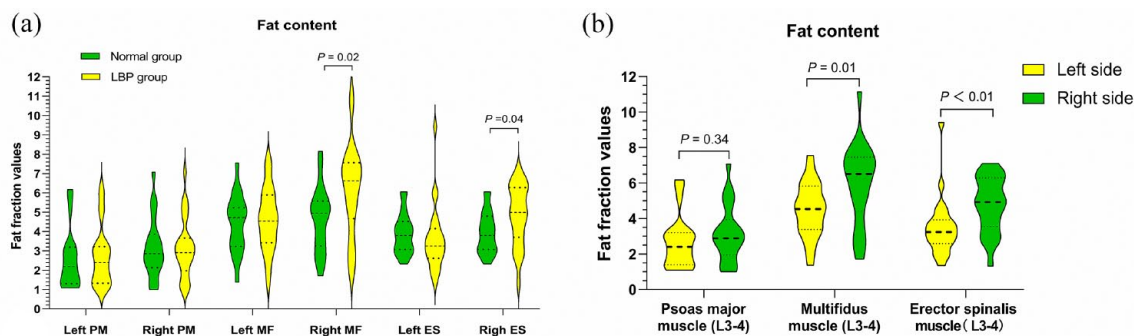 (a)
Fat content
Normal group
LBP group
P = 0.02
P =0.04
Fat fraction values
12
11
10
9
8
7
6
5
4
3
2
1
0
Left PM
Right PM
Left MF
Right MF
Left ES
Righ ES
(b)
Fat content
Left side
Right side
P = 0.34
P = 0.01
P < 0.01
Fat fraction values
12
10
8
6
4
2
0
Psoas major
muscle (L3-4)
Multifidus
muscle (L3-4)
Erector spinalis
muscle( L3-4)